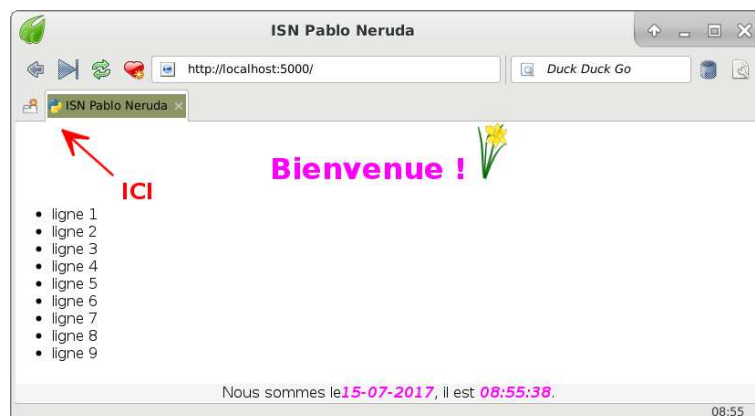 ISN Pablo Neruda
http://localhost:5000/
Duck Duck Go
ISN Pablo Neruda
ICI
Bienvenue !
ligne 1
ligne 2
ligne 3
ligne 4
ligne 5
ligne 6
ligne 7
ligne 8
ligne 9
Nous sommes le15-07-2017, il est 08:55:38.
08:55